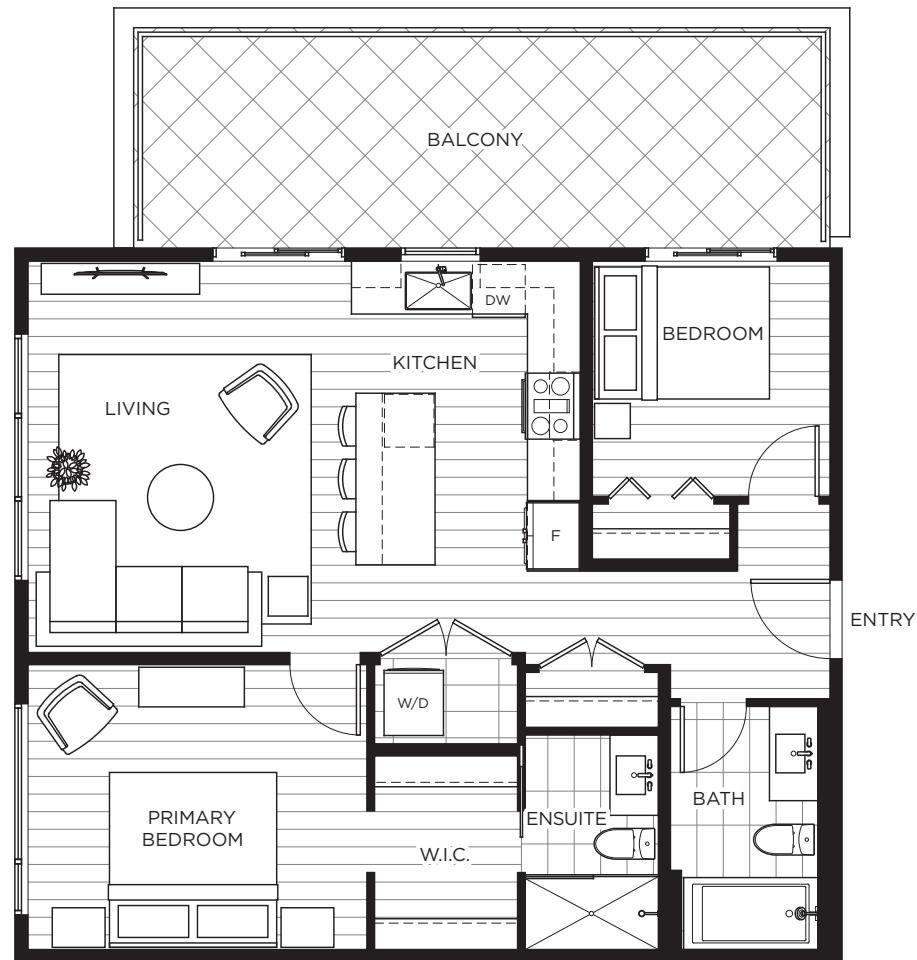 BALCONY
DW
BEDROOM
KITCHEN
LIVING
F
ENTRY
W/D
BATH
PRIMARY
BEDROOM
ENSUITE
W.I.C.